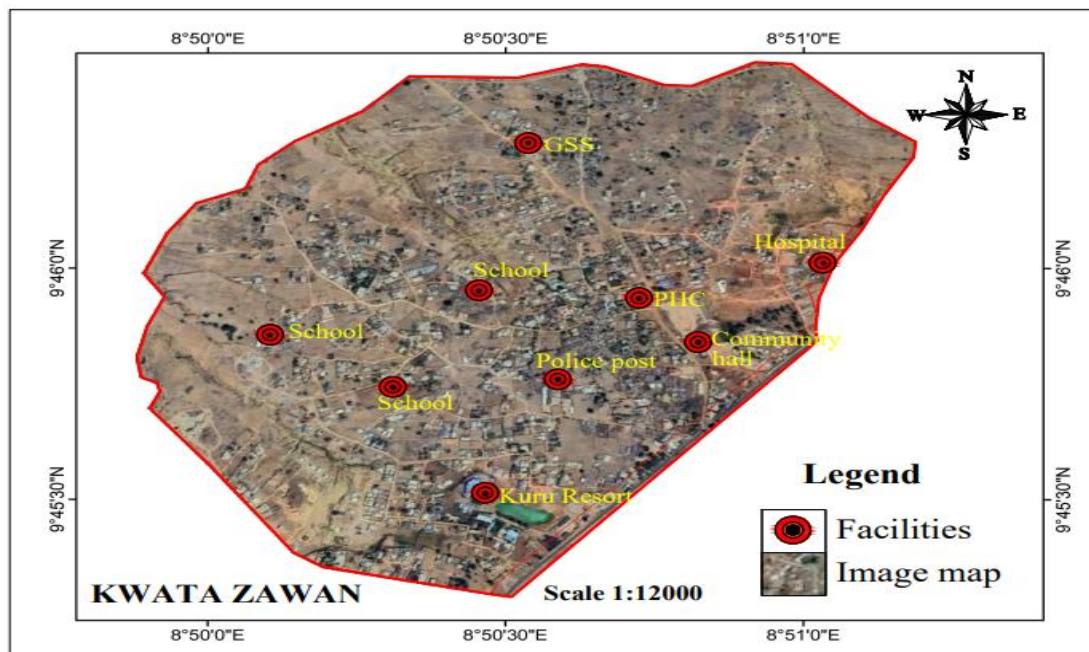 8°50'0"E
8°50'30"E
8°51'0"E
N
W
E
S
GSS
Hospital
9°46'0"N
9°46'0"N
School
PHC
School
Community
hall
Police post
School
Legend
Kuru Resort
9°45'30"N
9°45'30"N
Facilities
Image map
KWATA ZAWAN
Scale 1:12000
8°50'0"E
8°50'30"E
8°51'0"E